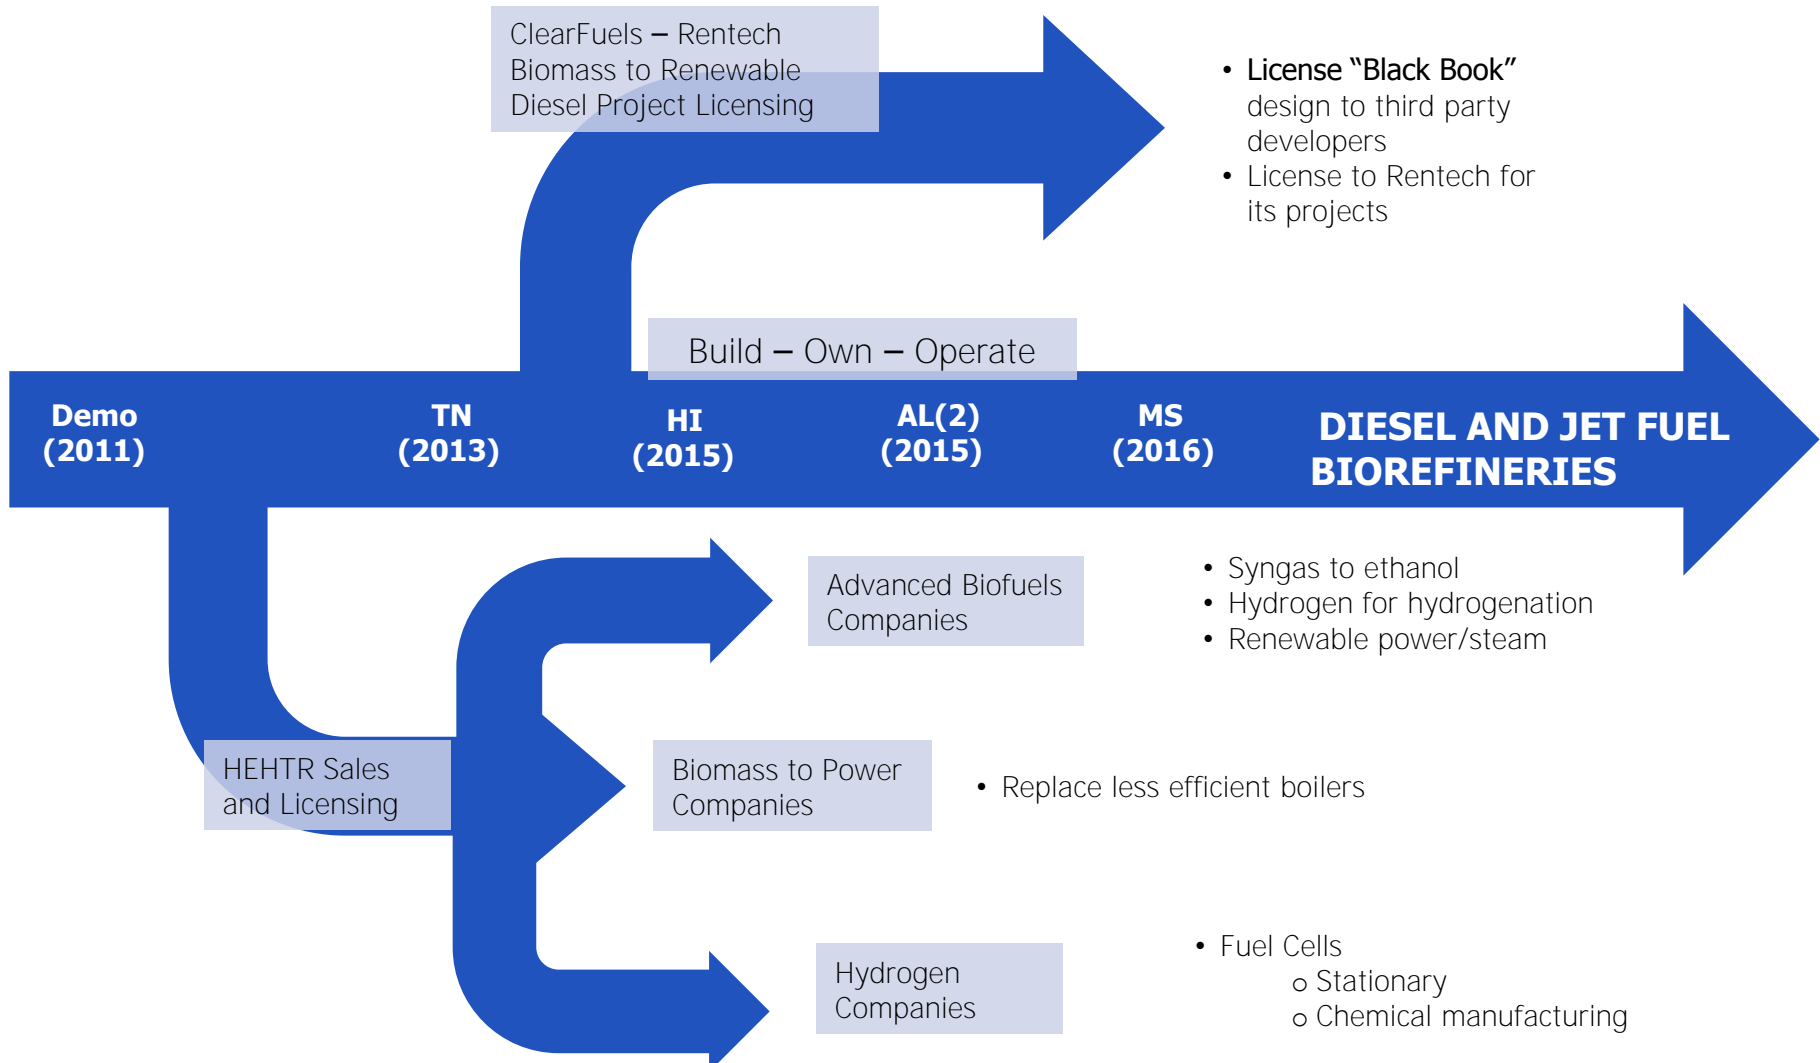 ClearFuels – Rentech
Biomass to Renewable
Diesel Project Licensing
• License “Black Book”
design to third party
developers
• License to Rentech for
its projects
Build – Own – Operate
Demo
(2011)
TN
(2013)
HI
(2015)
AL(2)
(2015)
MS
(2016)
DIESEL AND JET FUEL
BIOREFINERIES
Advanced Biofuels
Companies
• Syngas to ethanol
• Hydrogen for hydrogenation
• Renewable power/steam
HEHTR Sales
and Licensing
Biomass to Power
Companies
• Replace less efficient boilers
Hydrogen
Companies
• Fuel Cells
o Stationary
o Chemical manufacturing